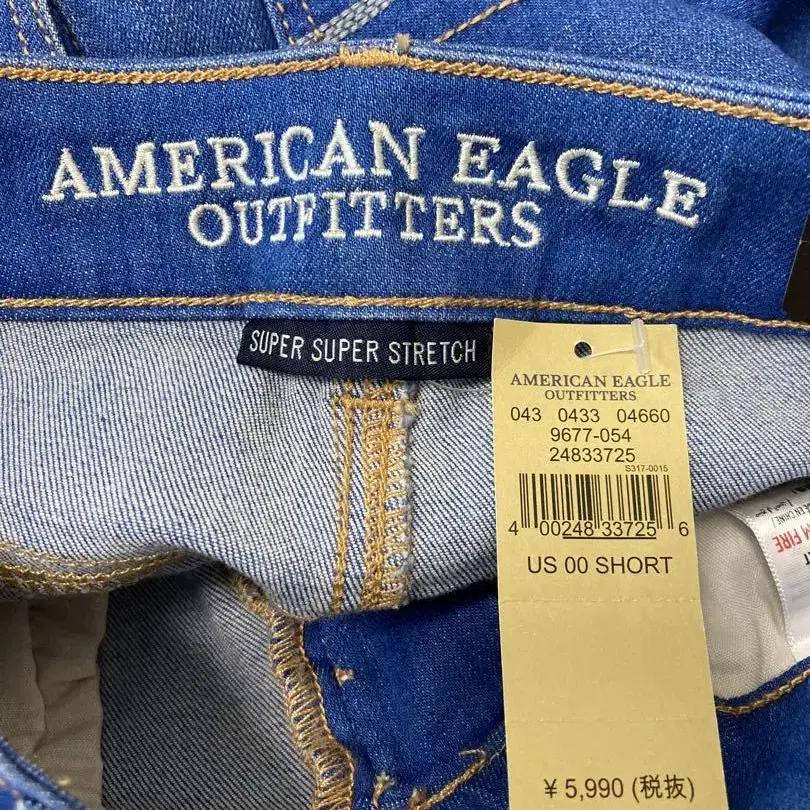 AMERICAN EAGLE
OUTFITTERS
SUPER SUPER STRETCH
AMERICAN EAGLE
OUTFITTERS
043 0433 04660
9677-054
24833725
S317-0015
4 00248 33725 6
US 00 SHORT
¥ 5,990 (税抜)
FIRE